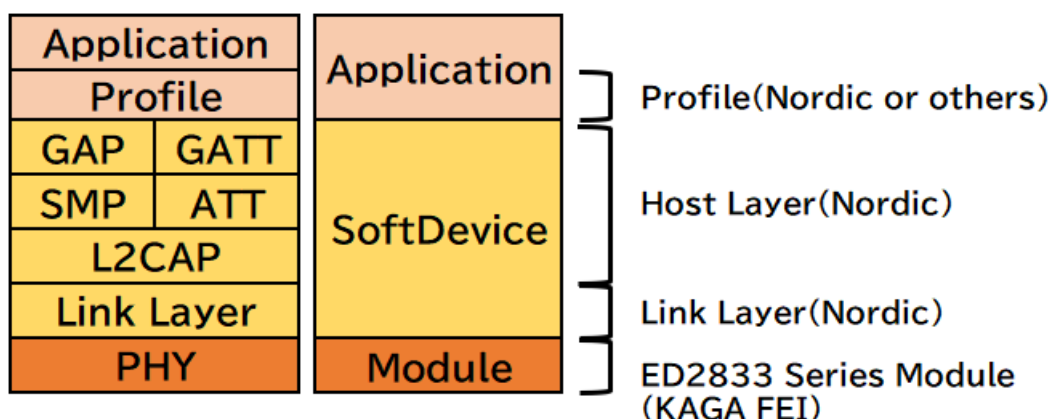 Application
Profile
GAP GATT
SMP ATT
L2CAP
Link Layer
PHY
Application
SoftDevice
Module
Profile(Nordic or others)
Host Layer(Nordic)
Link Layer(Nordic)
ED2833 Series Module
(KAGA FEI)